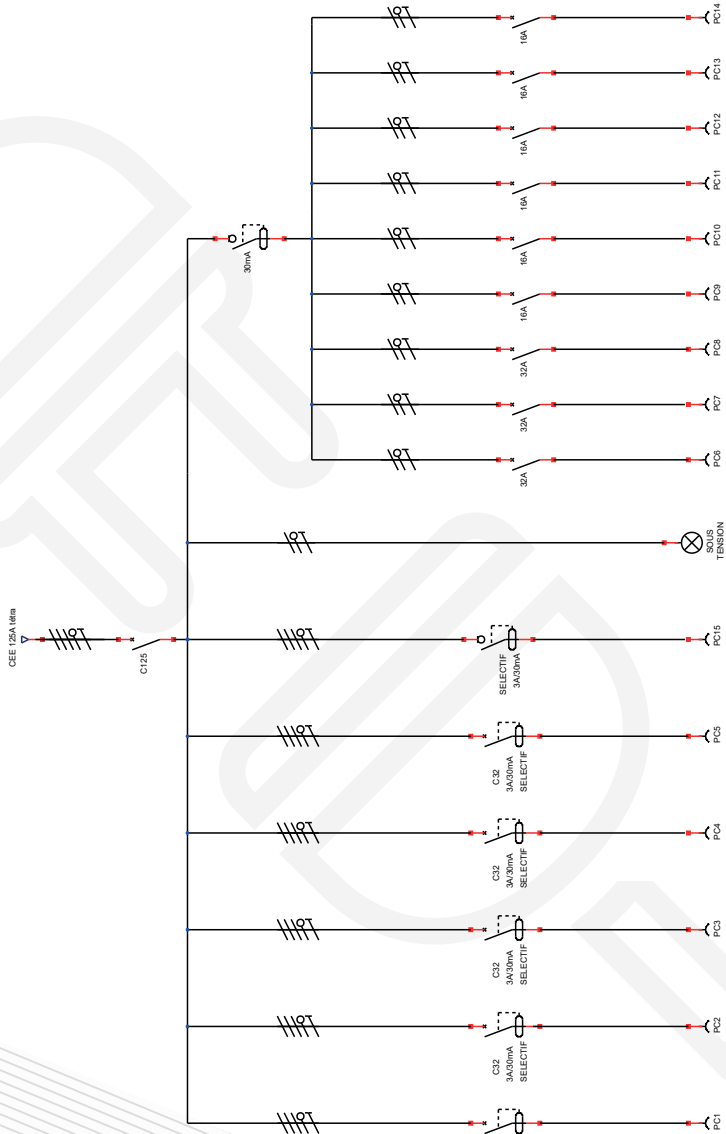 PC14
16A
PC13
16A
PC12
16A
PC11
16A
PC10
16A
30mA
PC9
16A
PC8
32A
PC7
32A
PC6
32A
SOUS
TENSION
CEE 125A tétra
C125
PC15
SELECTIF
3A/30mA
PC5
C32
3A/30mA
SELECTIF
PC4
C32
3A/30mA
SELECTIF
PC3
C32
3A/30mA
SELECTIF
PC2
C32
3A/30mA
SELECTIF
PC1